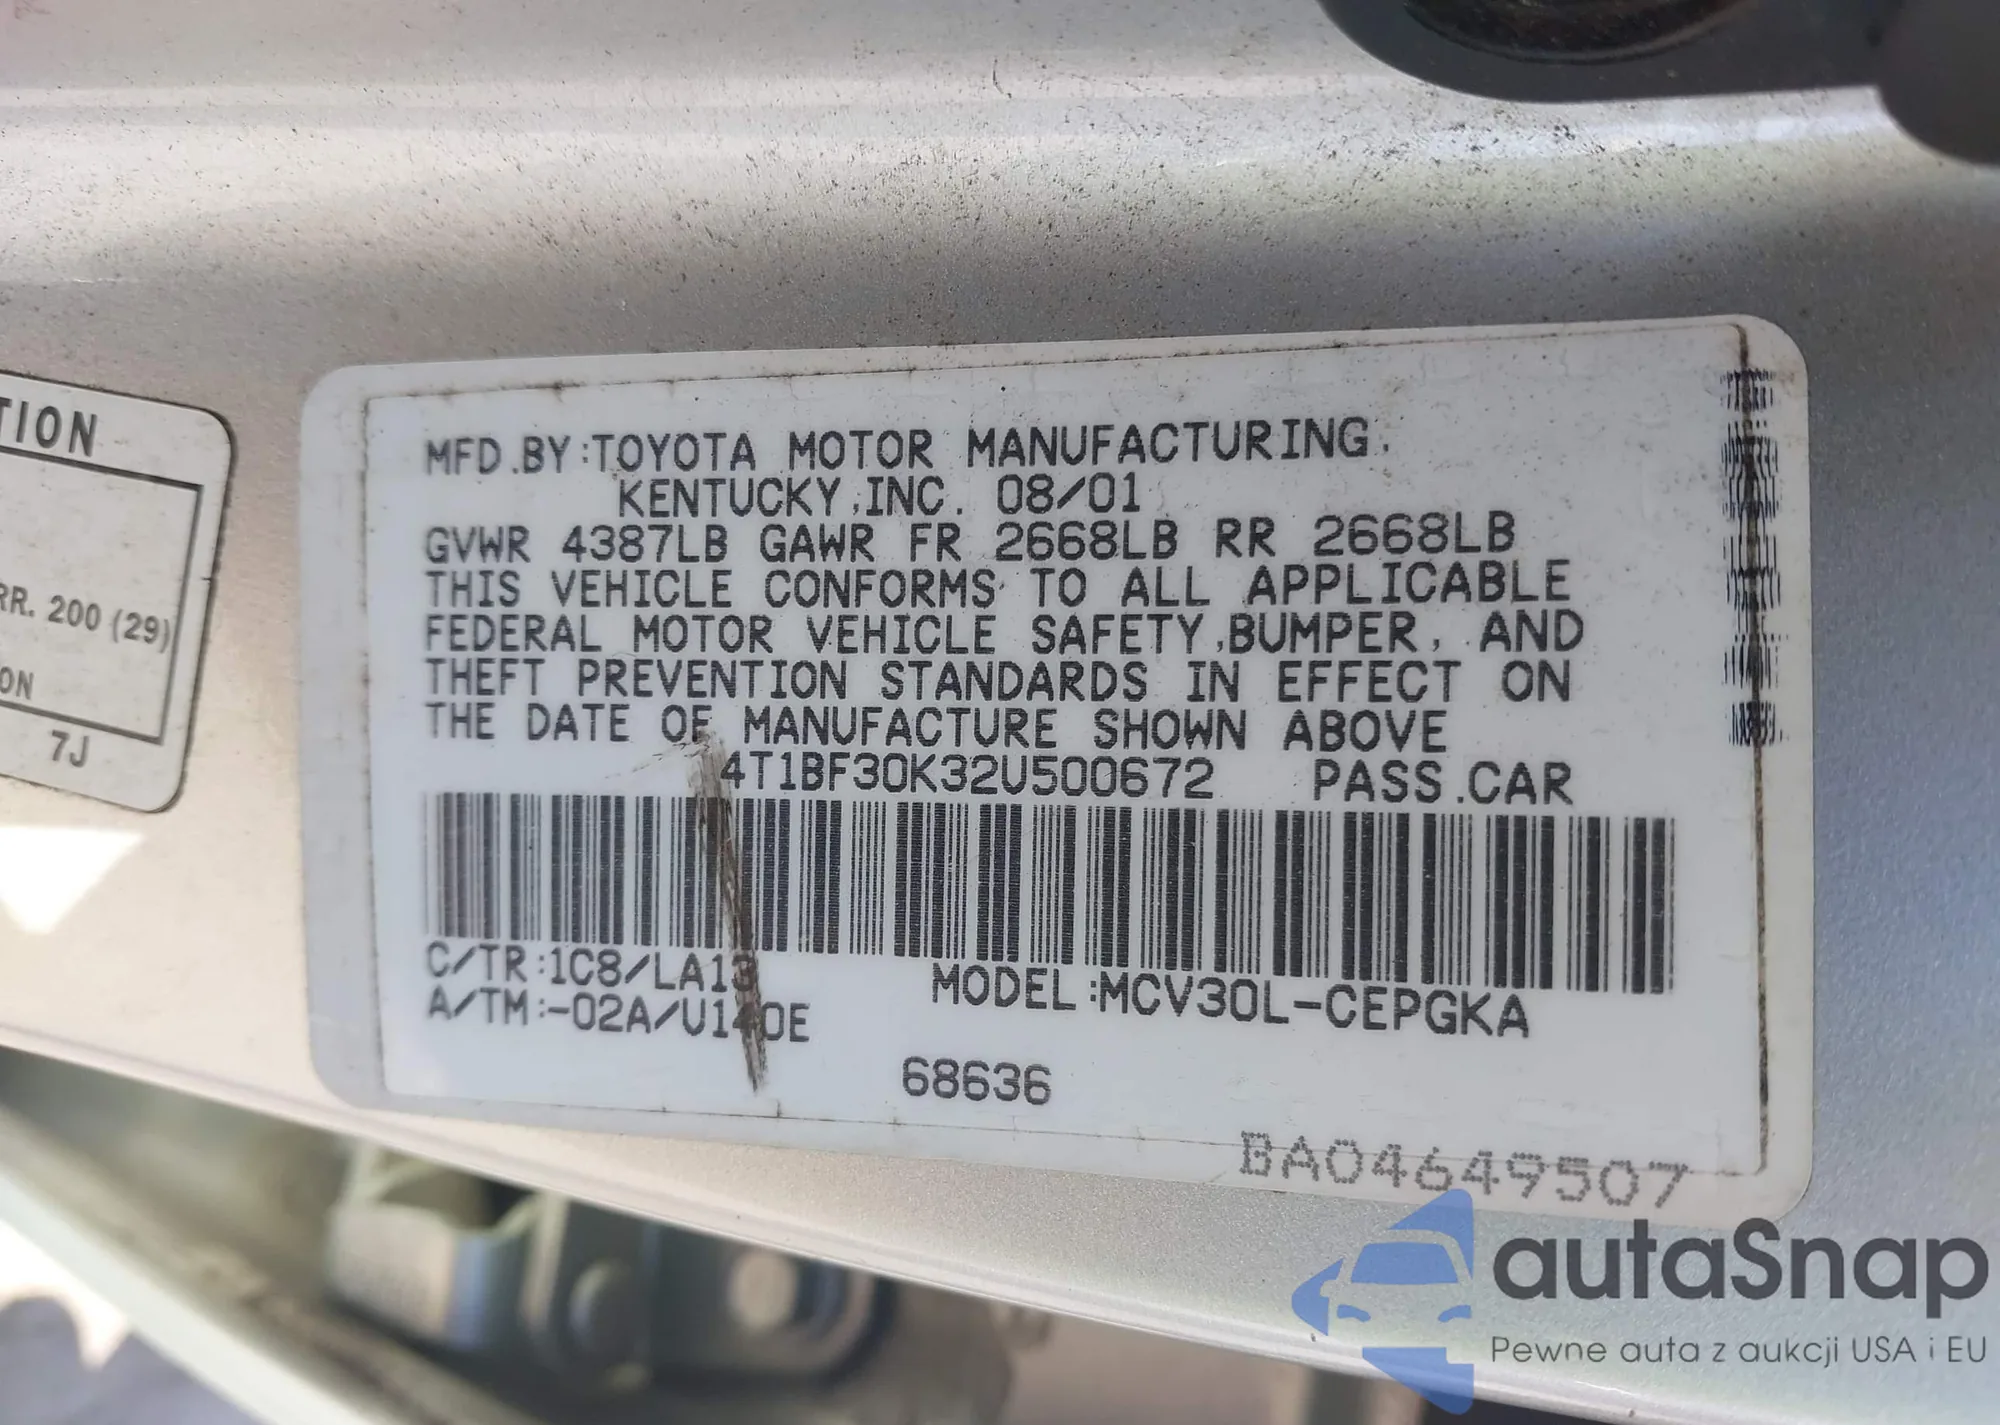 TION
RR. 200 (29)
ON
7J
MFD.BY:TOYOTA MOTOR MANUFACTURING.
KENTUCKY,INC. 08/01
GVWR 4387LB GAWR FR 2668LB RR 2668LB
THIS VEHICLE CONFORMS TO ALL APPLICABLE
FEDERAL MOTOR VEHICLE SAFETY,BUMPER, AND
THEFT PREVENTION STANDARDS IN EFFECT ON
THE DATE OF MANUFACTURE SHOWN ABOVE
4T1BF30K32U500672 PASS.CAR
C/TR:1C8/LA13
A/TM:-02A/U140E
MODEL:MCV30L-CEPGKA
68636
BA04649507
autaSnap
Pewne auta z aukcji USA i EU